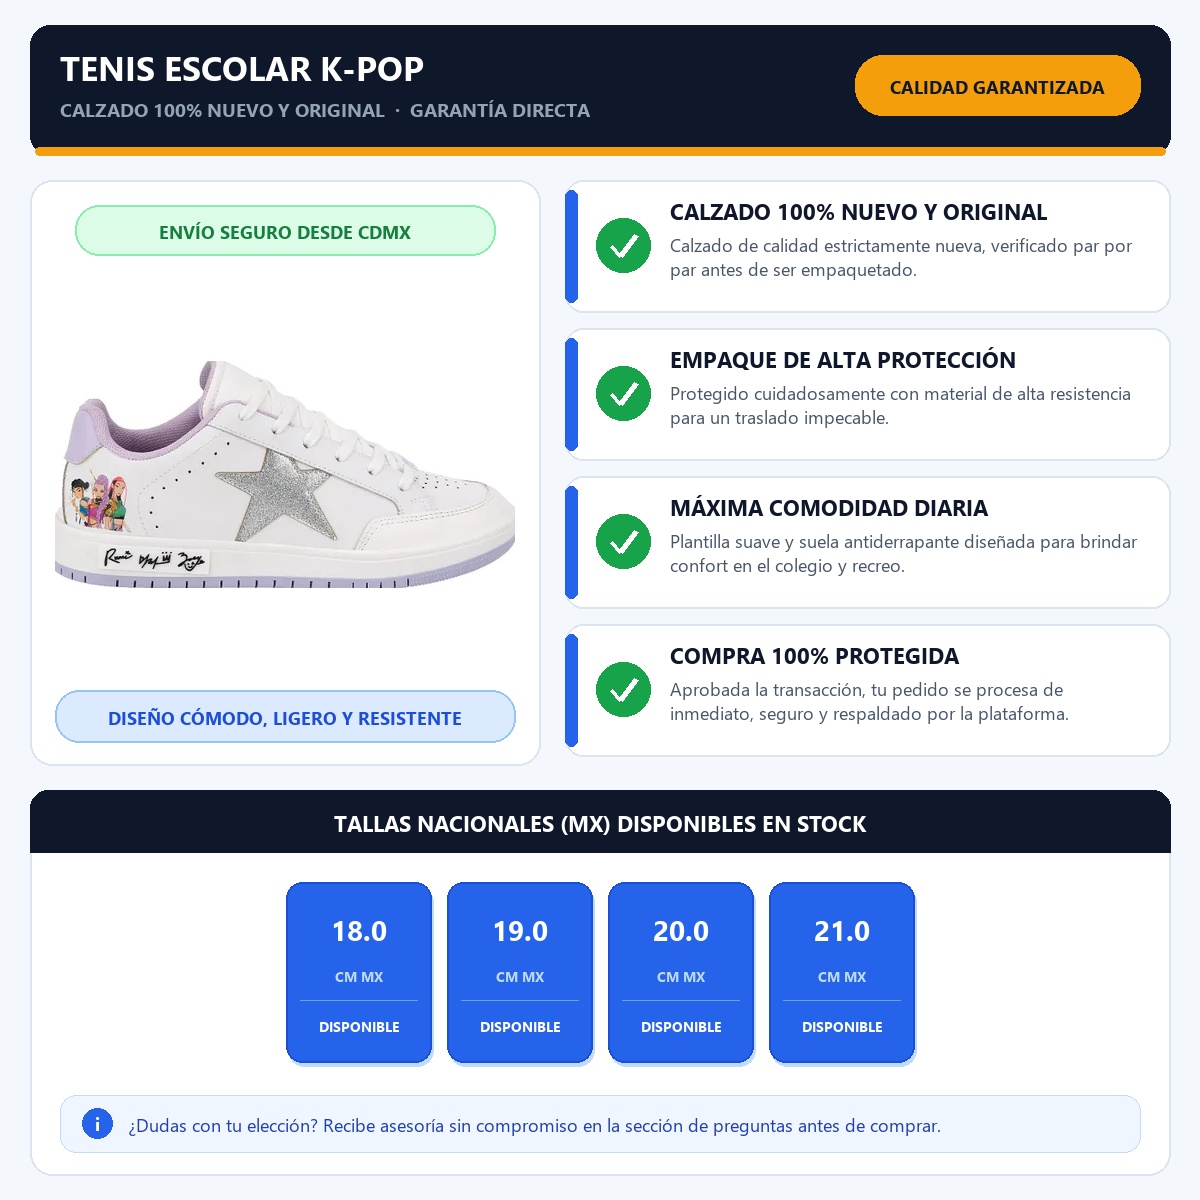 TENIS ESCOLAR K-POP
CALZADO 100% NUEVO Y ORIGINAL · GARANTÍA DIRECTA
CALIDAD GARANTIZADA
ENVÍO SEGURO DESDE CDMX
Rumi
Zoey
DISEÑO CÓMODO, LIGERO Y RESISTENTE
CALZADO 100% NUEVO Y ORIGINAL
Calzado de calidad estrictamente nueva, verificado par por
par antes de ser empaquetado.
EMPAQUE DE ALTA PROTECCIÓN
Protegido cuidadosamente con material de alta resistencia
para un traslado impecable.
MÁXIMA COMODIDAD DIARIA
Plantilla suave y suela antiderrapante diseñada para brindar
confort en el colegio y recreo.
COMPRA 100% PROTEGIDA
Aprobada la transacción, tu pedido se procesa de
inmediato, seguro y respaldado por la plataforma.
TALLAS NACIONALES (MX) DISPONIBLES EN STOCK
18.0
CM MX
DISPONIBLE
19.0
CM MX
DISPONIBLE
20.0
CM MX
DISPONIBLE
21.0
CM MX
DISPONIBLE
¿Dudas con tu elección? Recibe asesoría sin compromiso en la sección de preguntas antes de comprar.